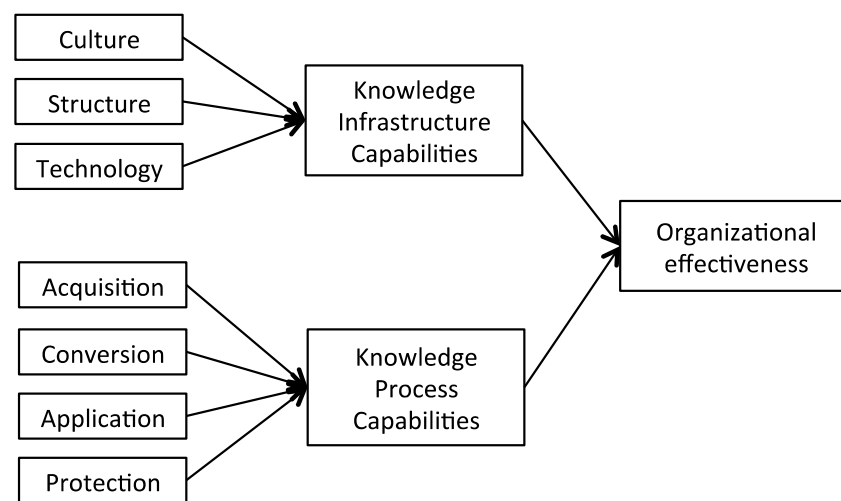 Culture
Structure
Technology
Knowledge
Infrastructure
Capabilities
Organizational
effectiveness
Acquisition
Conversion
Application
Protection
Knowledge
Process
Capabilities